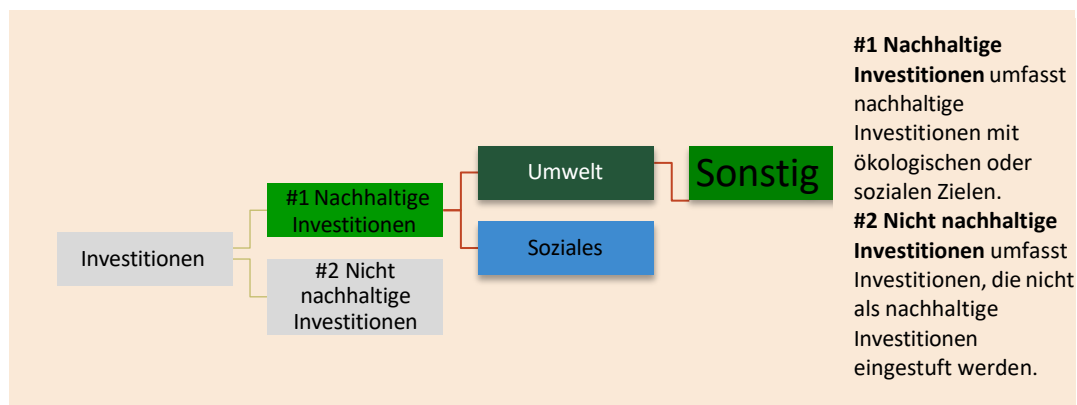 Investitionen
#1 Nachhaltige
Investitionen
#2 Nicht
nachhaltige
Investitionen
Umwelt
Soziales
Sonstig
#1 Nachhaltige
Investitionen umfasst
nachhaltige
Investitionen mit
ökologischen oder
sozialen Zielen.
#2 Nicht nachhaltige
Investitionen umfasst
Investitionen, die nicht
als nachhaltige
Investitionen
eingestuft werden.